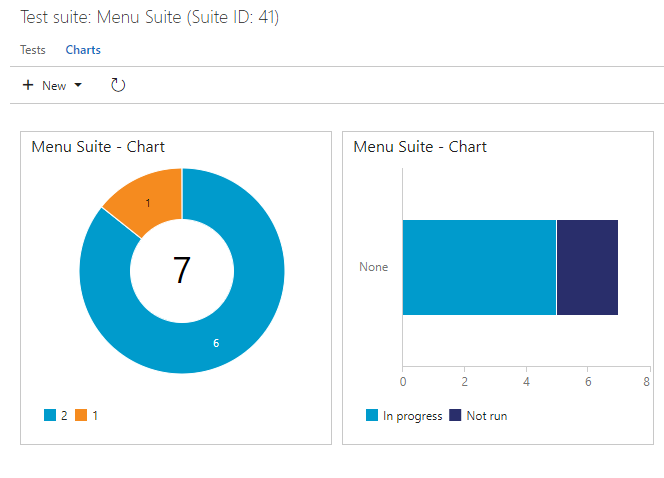 Test suite: Menu Suite (Suite ID: 41)
Tests Charts
New
Menu Suite - Chart
1
7
6
2 1
Menu Suite - Chart
None
0 2 4 6 8
In progress Not run